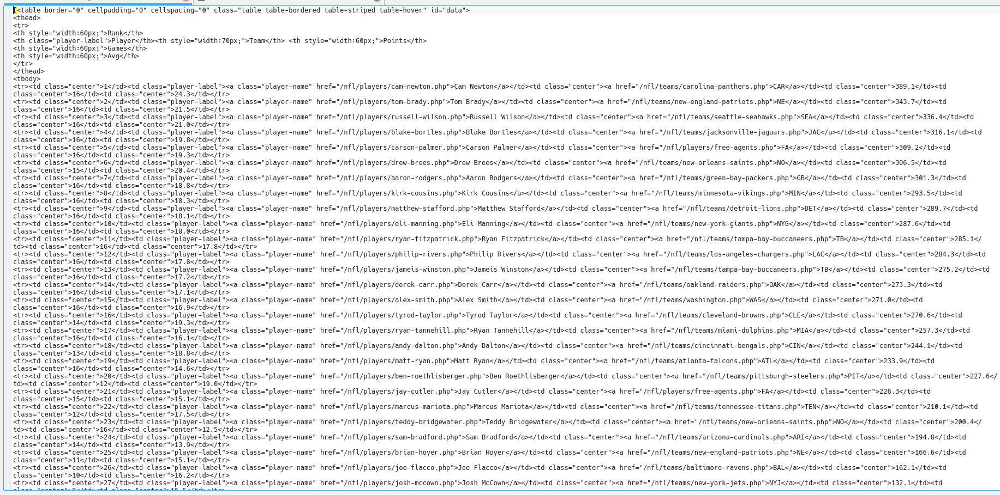 [<table border="0" cellpadding="0" cellspacing="0" class="table table-bordered table-striped table-hover" id="data">
<thead>
<tr>
<th style="width:60px;">Rank</th>
<th class="player-label">Player</th><th style="width:70px;">Team</th> <th style="width:60px;">Points</th>
<th style="width:60px;">Games</th>
<th style="width:60px;">Avg</th>
</tr>
</thead>
<tbody>
<tr><td class="center">1</td><td class="player-label"><a class="player-name" href="/nfl/players/cam-newton.php">Cam Newton</a></td><td class="center"><a href="/nfl/teams/carolina-panthers.php">CAR</a></td><td class="center">389.1</td><td
class="center">16</td><td class="center">24.3</td></tr>
<tr><td class="center">2</td><td class="player-label"><a class="player-name" href="/nfl/players/tom-brady.php">Tom Brady</a></td><td class="center"><a href="/nfl/teams/new-england-patriots.php">NE</a></td><td class="center">343.7</td><td
class="center">16</td><td class="center">21.5</td></tr>
<tr><td class="center">3</td><td class="player-label"><a class="player-name" href="/nfl/players/russell-wilson.php">Russell Wilson</a></td><td class="center"><a href="/nfl/teams/seattle-seahawks.php">SEA</a></td><td class="center">336.4</td><td
class="center">16</td><td class="center">21.0</td></tr>
<tr><td class="center">4</td><td class="player-label"><a class="player-name" href="/nfl/players/blake-bortles.php">Blake Bortles</a></td><td class="center"><a href="/nfl/teams/jacksonville-jaguars.php">JAC</a></td><td class="center">316.1</td><td
class="center">16</td><td class="center">19.8</td></tr>
<tr><td class="center">5</td><td class="player-label"><a class="player-name" href="/nfl/players/carson-palmer.php">Carson Palmer</a></td><td class="center"><a href="/nfl/players/free-agents.php">FA</a></td><td class="center">309.2</td><td
class="center">16</td><td class="center">19.3</td></tr>
<tr><td class="center">6</td><td class="player-label"><a class="player-name" href="/nfl/players/drew-brees.php">Drew Brees</a></td><td class="center"><a href="/nfl/teams/new-orleans-saints.php">NO</a></td><td class="center">306.5</td><td
class="center">15</td><td class="center">20.4</td></tr>
<tr><td class="center">7</td><td class="player-label"><a class="player-name" href="/nfl/players/aaron-rodgers.php">Aaron Rodgers</a></td><td class="center"><a href="/nfl/teams/green-bay-packers.php">GB</a></td><td class="center">301.3</td><td
class="center">16</td><td class="center">18.8</td></tr>
<tr><td class="center">8</td><td class="player-label"><a class="player-name" href="/nfl/players/kirk-cousins.php">Kirk Cousins</a></td><td class="center"><a href="/nfl/teams/minnesota-vikings.php">MIN</a></td><td class="center">293.5</td><td
class="center">16</td><td class="center">18.3</td></tr>
<tr><td class="center">9</td><td class="player-label"><a class="player-name" href="/nfl/players/matthew-stafford.php">Matthew Stafford</a></td><td class="center"><a href="/nfl/teams/detroit-lions.php">DET</a></td><td class="center">289.7</td><td
class="center">16</td><td class="center">18.1</td></tr>
<tr><td class="center">10</td><td class="player-label"><a class="player-name" href="/nfl/players/eli-manning.php">Eli Manning</a></td><td class="center"><a href="/nfl/teams/new-york-giants.php">NYG</a></td><td class="center">287.6</td><td
class="center">16</td><td class="center">18.0</td></tr>
<tr><td class="center">11</td><td class="player-label"><a class="player-name" href="/nfl/players/ryan-fitzpatrick.php">Ryan Fitzpatrick</a></td><td class="center"><a href="/nfl/teams/tampa-bay-buccaneers.php">TB</a></td><td class="center">285.1</
td><td class="center">16</td><td class="center">17.8</td></tr>
<tr><td class="center">12</td><td class="player-label"><a class="player-name" href="/nfl/players/philip-rivers.php">Philip Rivers</a></td><td class="center"><a href="/nfl/teams/los-angeles-chargers.php">LAC</a></td><td class="center">284.3</td><td
class="center">16</td><td class="center">17.8</td></tr>
<tr><td class="center">13</td><td class="player-label"><a class="player-name" href="/nfl/players/jameis-winston.php">Jameis Winston</a></td><td class="center"><a href="/nfl/teams/tampa-bay-buccaneers.php">TB</a></td><td class="center">275.2</td><td
class="center">16</td><td class="center">17.2</td></tr>
<tr><td class="center">14</td><td class="player-label"><a class="player-name" href="/nfl/players/derek-carr.php">Derek Carr</a></td><td class="center"><a href="/nfl/teams/oakland-raiders.php">OAK</a></td><td class="center">273.3</td><td
class="center">16</td><td class="center">17.1</td></tr>
<tr><td class="center">15</td><td class="player-label"><a class="player-name" href="/nfl/players/alex-smith.php">Alex Smith</a></td><td class="center"><a href="/nfl/teams/washington.php">WAS</a></td><td class="center">271.0</td><td
class="center">16</td><td class="center">16.9</td></tr>
<tr><td class="center">16</td><td class="player-label"><a class="player-name" href="/nfl/players/tyrod-taylor.php">Tyrod Taylor</a></td><td class="center"><a href="/nfl/teams/cleveland-browns.php">CLE</a></td><td class="center">270.6</td><td
class="center">14</td><td class="center">19.3</td></tr>
<tr><td class="center">17</td><td class="player-label"><a class="player-name" href="/nfl/players/ryan-tannehill.php">Ryan Tannehill</a></td><td class="center"><a href="/nfl/teams/miami-dolphins.php">MIA</a></td><td class="center">257.3</td><td
class="center">16</td><td class="center">16.1</td></tr>
<tr><td class="center">18</td><td class="player-label"><a class="player-name" href="/nfl/players/andy-dalton.php">Andy Dalton</a></td><td class="center"><a href="/nfl/teams/cincinnati-bengals.php">CIN</a></td><td class="center">244.1</td><td
class="center">13</td><td class="center">18.8</td></tr>
<tr><td class="center">19</td><td class="player-label"><a class="player-name" href="/nfl/players/matt-ryan.php">Matt Ryan</a></td><td class="center"><a href="/nfl/teams/atlanta-falcons.php">ATL</a></td><td class="center">233.9</td><td
class="center">16</td><td class="center">14.6</td></tr>
<tr><td class="center">20</td><td class="player-label"><a class="player-name" href="/nfl/players/ben-roethlisberger.php">Ben Roethlisberger</a></td><td class="center"><a href="/nfl/teams/pittsburgh-steelers.php">PIT</a></td><td class="center">227.6</
td><td class="center">12</td><td class="center">19.0</td></tr>
<tr><td class="center">21</td><td class="player-label"><a class="player-name" href="/nfl/players/jay-cutler.php">Jay Cutler</a></td><td class="center"><a href="/nfl/players/free-agents.php">FA</a></td><td class="center">226.3</td><td
class="center">15</td><td class="center">15.1</td></tr>
<tr><td class="center">22</td><td class="player-label"><a class="player-name" href="/nfl/players/marcus-mariota.php">Marcus Mariota</a></td><td class="center"><a href="/nfl/teams/tennessee-titans.php">TEN</a></td><td class="center">210.1</td><td
class="center">12</td><td class="center">17.5</td></tr>
<tr><td class="center">23</td><td class="player-label"><a class="player-name" href="/nfl/players/teddy-bridgewater.php">Teddy Bridgewater</a></td><td class="center"><a href="/nfl/teams/new-orleans-saints.php">NO</a></td><td class="center">200.4</
td><td class="center">16</td><td class="center">12.5</td></tr>
<tr><td class="center">24</td><td class="player-label"><a class="player-name" href="/nfl/players/sam-bradford.php">Sam Bradford</a></td><td class="center"><a href="/nfl/teams/arizona-cardinals.php">ARI</a></td><td class="center">194.8</td><td
class="center">14</td><td class="center">13.9</td></tr>
<tr><td class="center">25</td><td class="player-label"><a class="player-name" href="/nfl/players/brian-hoyer.php">Brian Hoyer</a></td><td class="center"><a href="/nfl/teams/new-england-patriots.php">NE</a></td><td class="center">166.6</td><td
class="center">11</td><td class="center">15.1</td></tr>
<tr><td class="center">26</td><td class="player-label"><a class="player-name" href="/nfl/players/joe-flacco.php">Joe Flacco</a></td><td class="center"><a href="/nfl/teams/baltimore-ravens.php">BAL</a></td><td class="center">162.1</td><td
class="center">10</td><td class="center">16.2</td></tr>
<tr><td class="center">27</td><td class="player-label"><a class="player-name" href="/nfl/players/josh-mccown.php">Josh McCown</a></td><td class="center"><a href="/nfl/teams/new-york-jets.php">NYJ</a></td><td class="center">132.1</td><td
class="center">8</td><td class="center">16.5</td></tr>